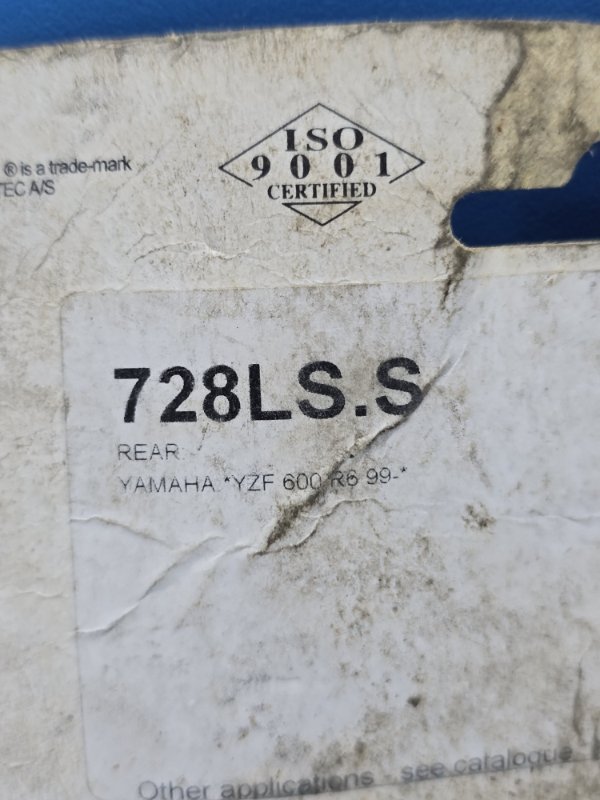 ISO
9001
CERTIFIED
® is a trade-mark
TEC A/S
728LS.S
REAR
YAMAHA *YZF 600 R6 99-*
Other applications - see catalogue